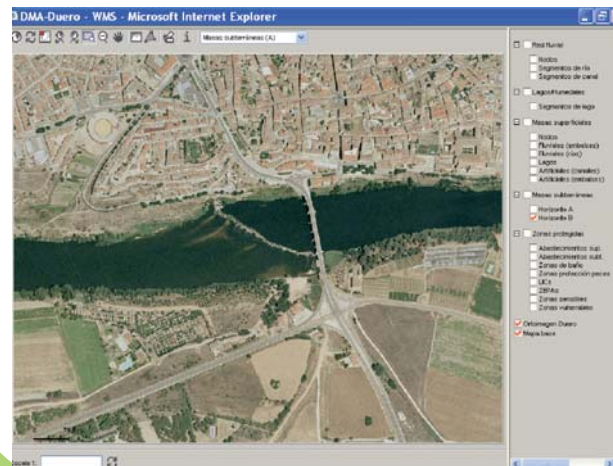 DMA-Duero - WMS - Microsoft Internet Explorer
Masas subterráneas (A)
Red fluvial
Nodos
Segmentos de río
Segmentos de canal
Lagos/Humedales
Segmentos de lago
Masas superficiales
Nodos
Fluviales (embalses)
Fluviales (ríos)
Lagos
Artificiales (canales)
Artificiales (embalses)
Masas subterráneas
Horizonte A
Horizonte B
Zonas protegidas
Abastecimientos supf.
Abastecimientos subt.
Zonas de baño
Zonas protección peces
LICs
ZEPAs
Zonas sensibles
Zonas vulnerables
Ortoimagen Duero
Mapa base
Escala 1: